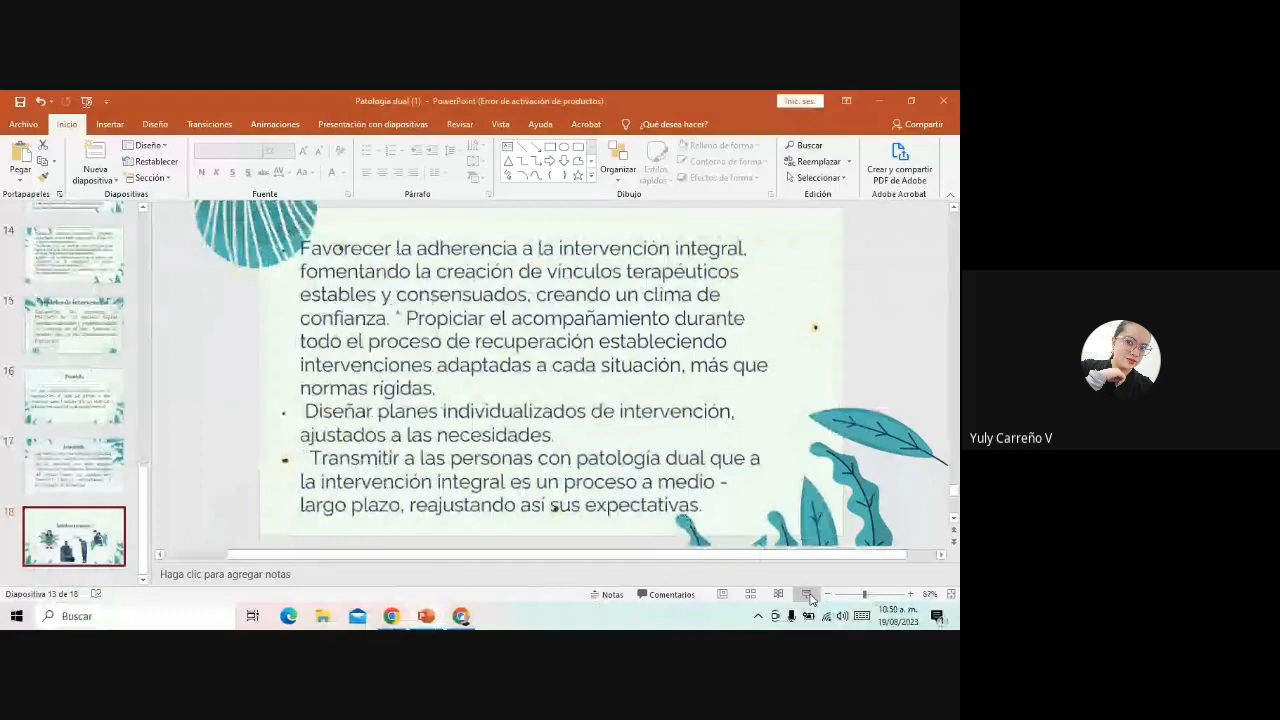 Patologia dual (1) - PowerPoint (Error de activación de productos)
Inic. ses.
Archivo Inicio Insertar Diseño Transiciones Animaciones Presentación con diapositivas Revisar Vista Ayuda Acrobat ¿Qué desea hacer? Compartir
Pegar
Nueva diapositiva
Diseño
Restablecer
Sección
Organizar
Estilos rápidos
Relleno de forma
Contorno de forma
Efectos de forma
Buscar
Reemplazar
Seleccionar
Crear y compartir PDF de Adobe
Portapapeles Diapositivas Fuente Párrafo Dibujo Edición Adobe Acrobat
14
15
16
17
18
Favorecer la adherencia a la intervención integral,
fomentando la creación de vínculos terapéuticos
estables y consensuados, creando un clima de
confianza. * Propiciar el acompañamiento durante
todo el proceso de recuperación estableciendo
intervenciones adaptadas a cada situación, más que
normas rígidas.
· Diseñar planes individualizados de intervención,
ajustados a las necesidades.
Transmitir a las personas con patología dual que a
la intervención integral es un proceso a medio -
largo plazo, reajustando así sus expectativas.
Haga clic para agregar notas
Diapositiva 13 de 18
Notas Comentarios
87%
Buscar
10:50 a. m.
19/08/2023
Yuly Carreño V